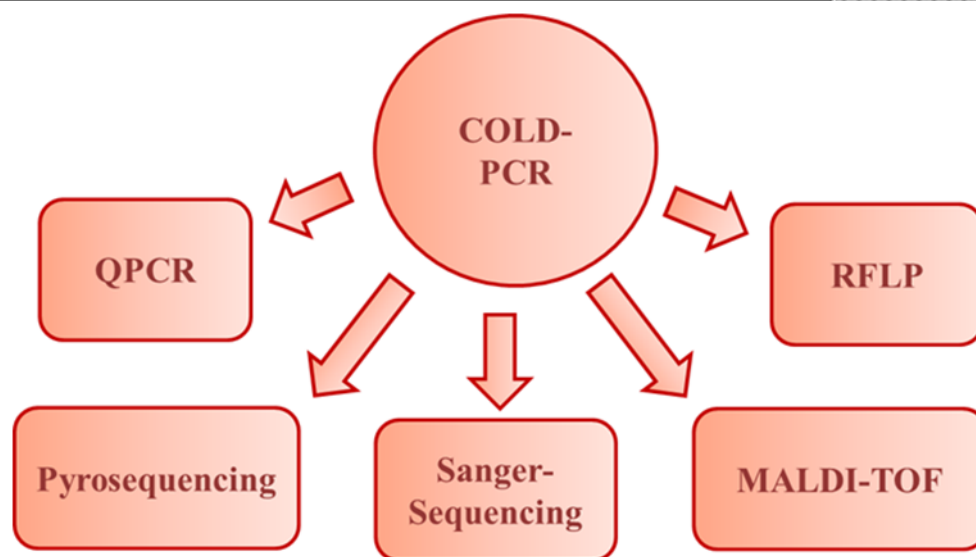 COLD-
PCR
QPCR
RFLP
Pyrosequencing
Sanger-
Sequencing
MALDI-TOF